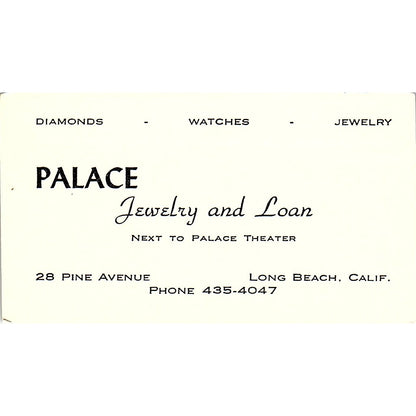 DIAMONDS - WATCHES - JEWELRY
PALACE
Jewelry and Loan
NEXT TO PALACE THEATER
28 PINE AVENUE LONG BEACH, CALIF.
PHONE 435-4047